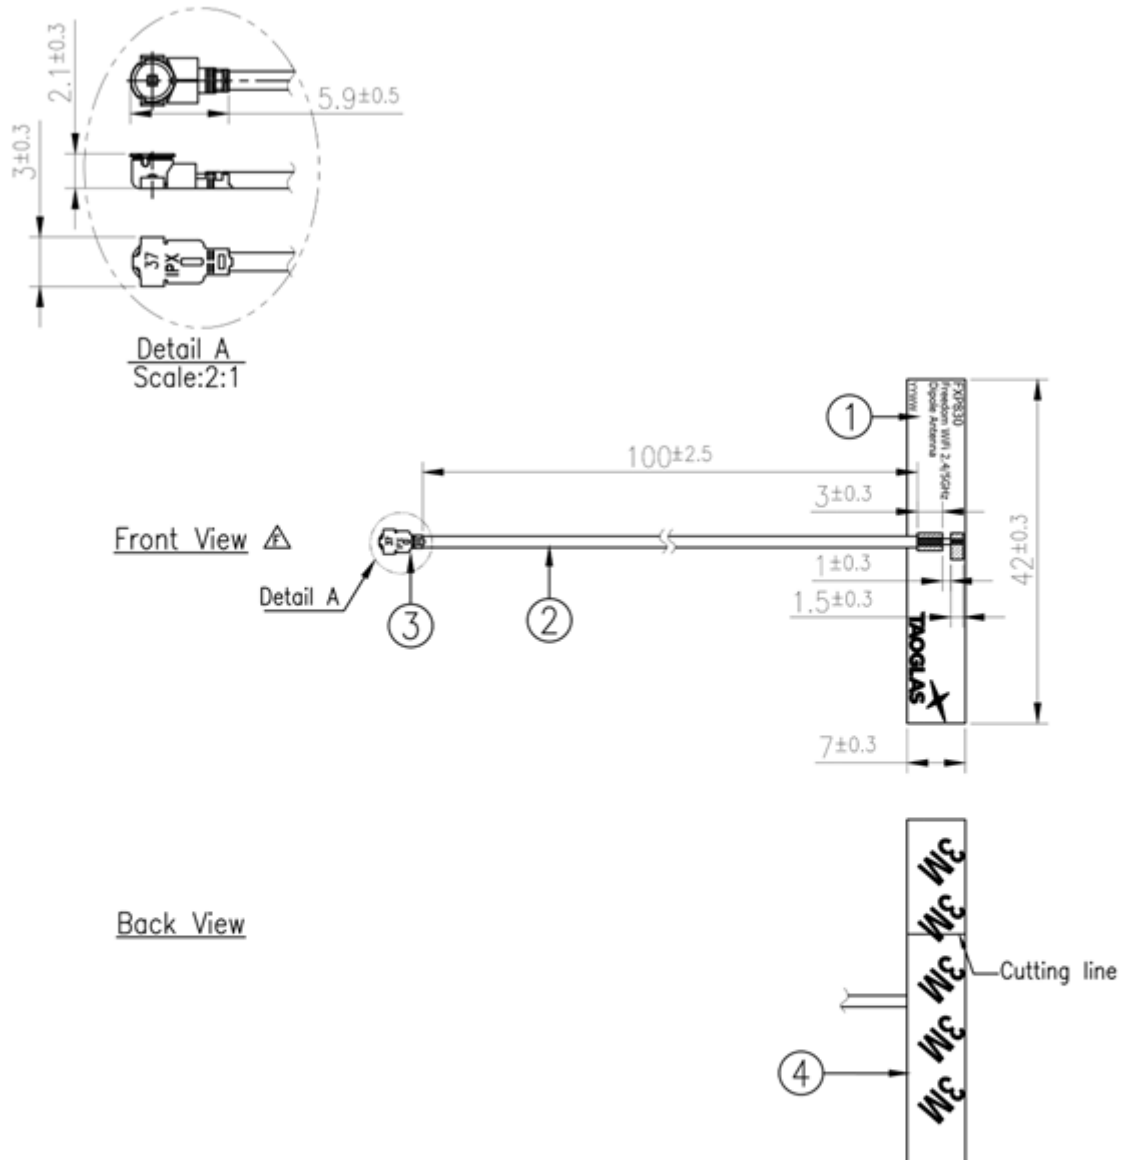 2.1±0.3
5.9±0.5
3±0.3
37
IPX
Detail A
Scale:2:1
1
FXP830
Freedom WiFi 2.4/5GHz
Dipole Antenna
YYWW
100±2.5
3±0.3
Front View F
42±0.3
1±0.3
Detail A
1.5±0.3
3
2
TAOGLAS
7±0.3
3M
3M
Back View
3M
Cutting line
3M
4
3M